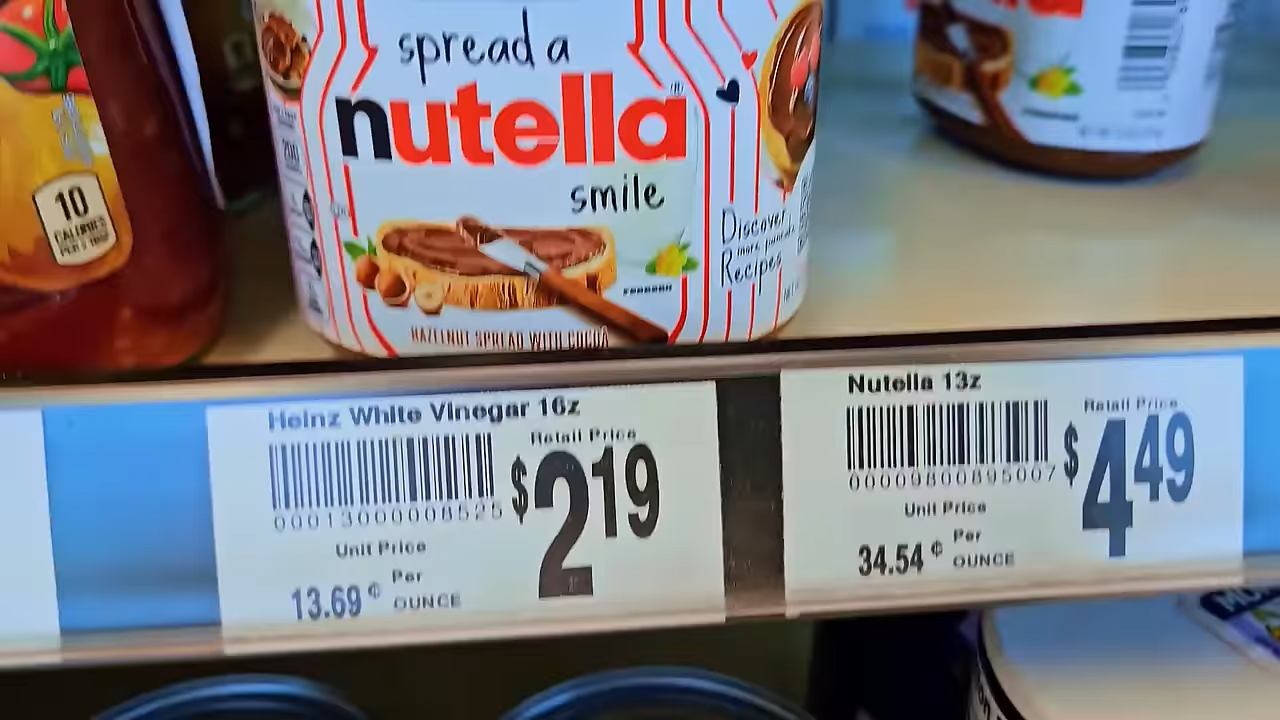 spread a
nutella
smile
Discover
Recipes
HAZELNUT SPREAD WITH COCOA
FERRERO
10
CALORIES
Heinz White Vinegar 16z
Retail Price
$2 19
00013000008525
Unit Price
13.69¢ Per OUNCE
Nutella 13z
Retail Price
$4 49
00009800895007
Unit Price
34.54¢ Per OUNCE